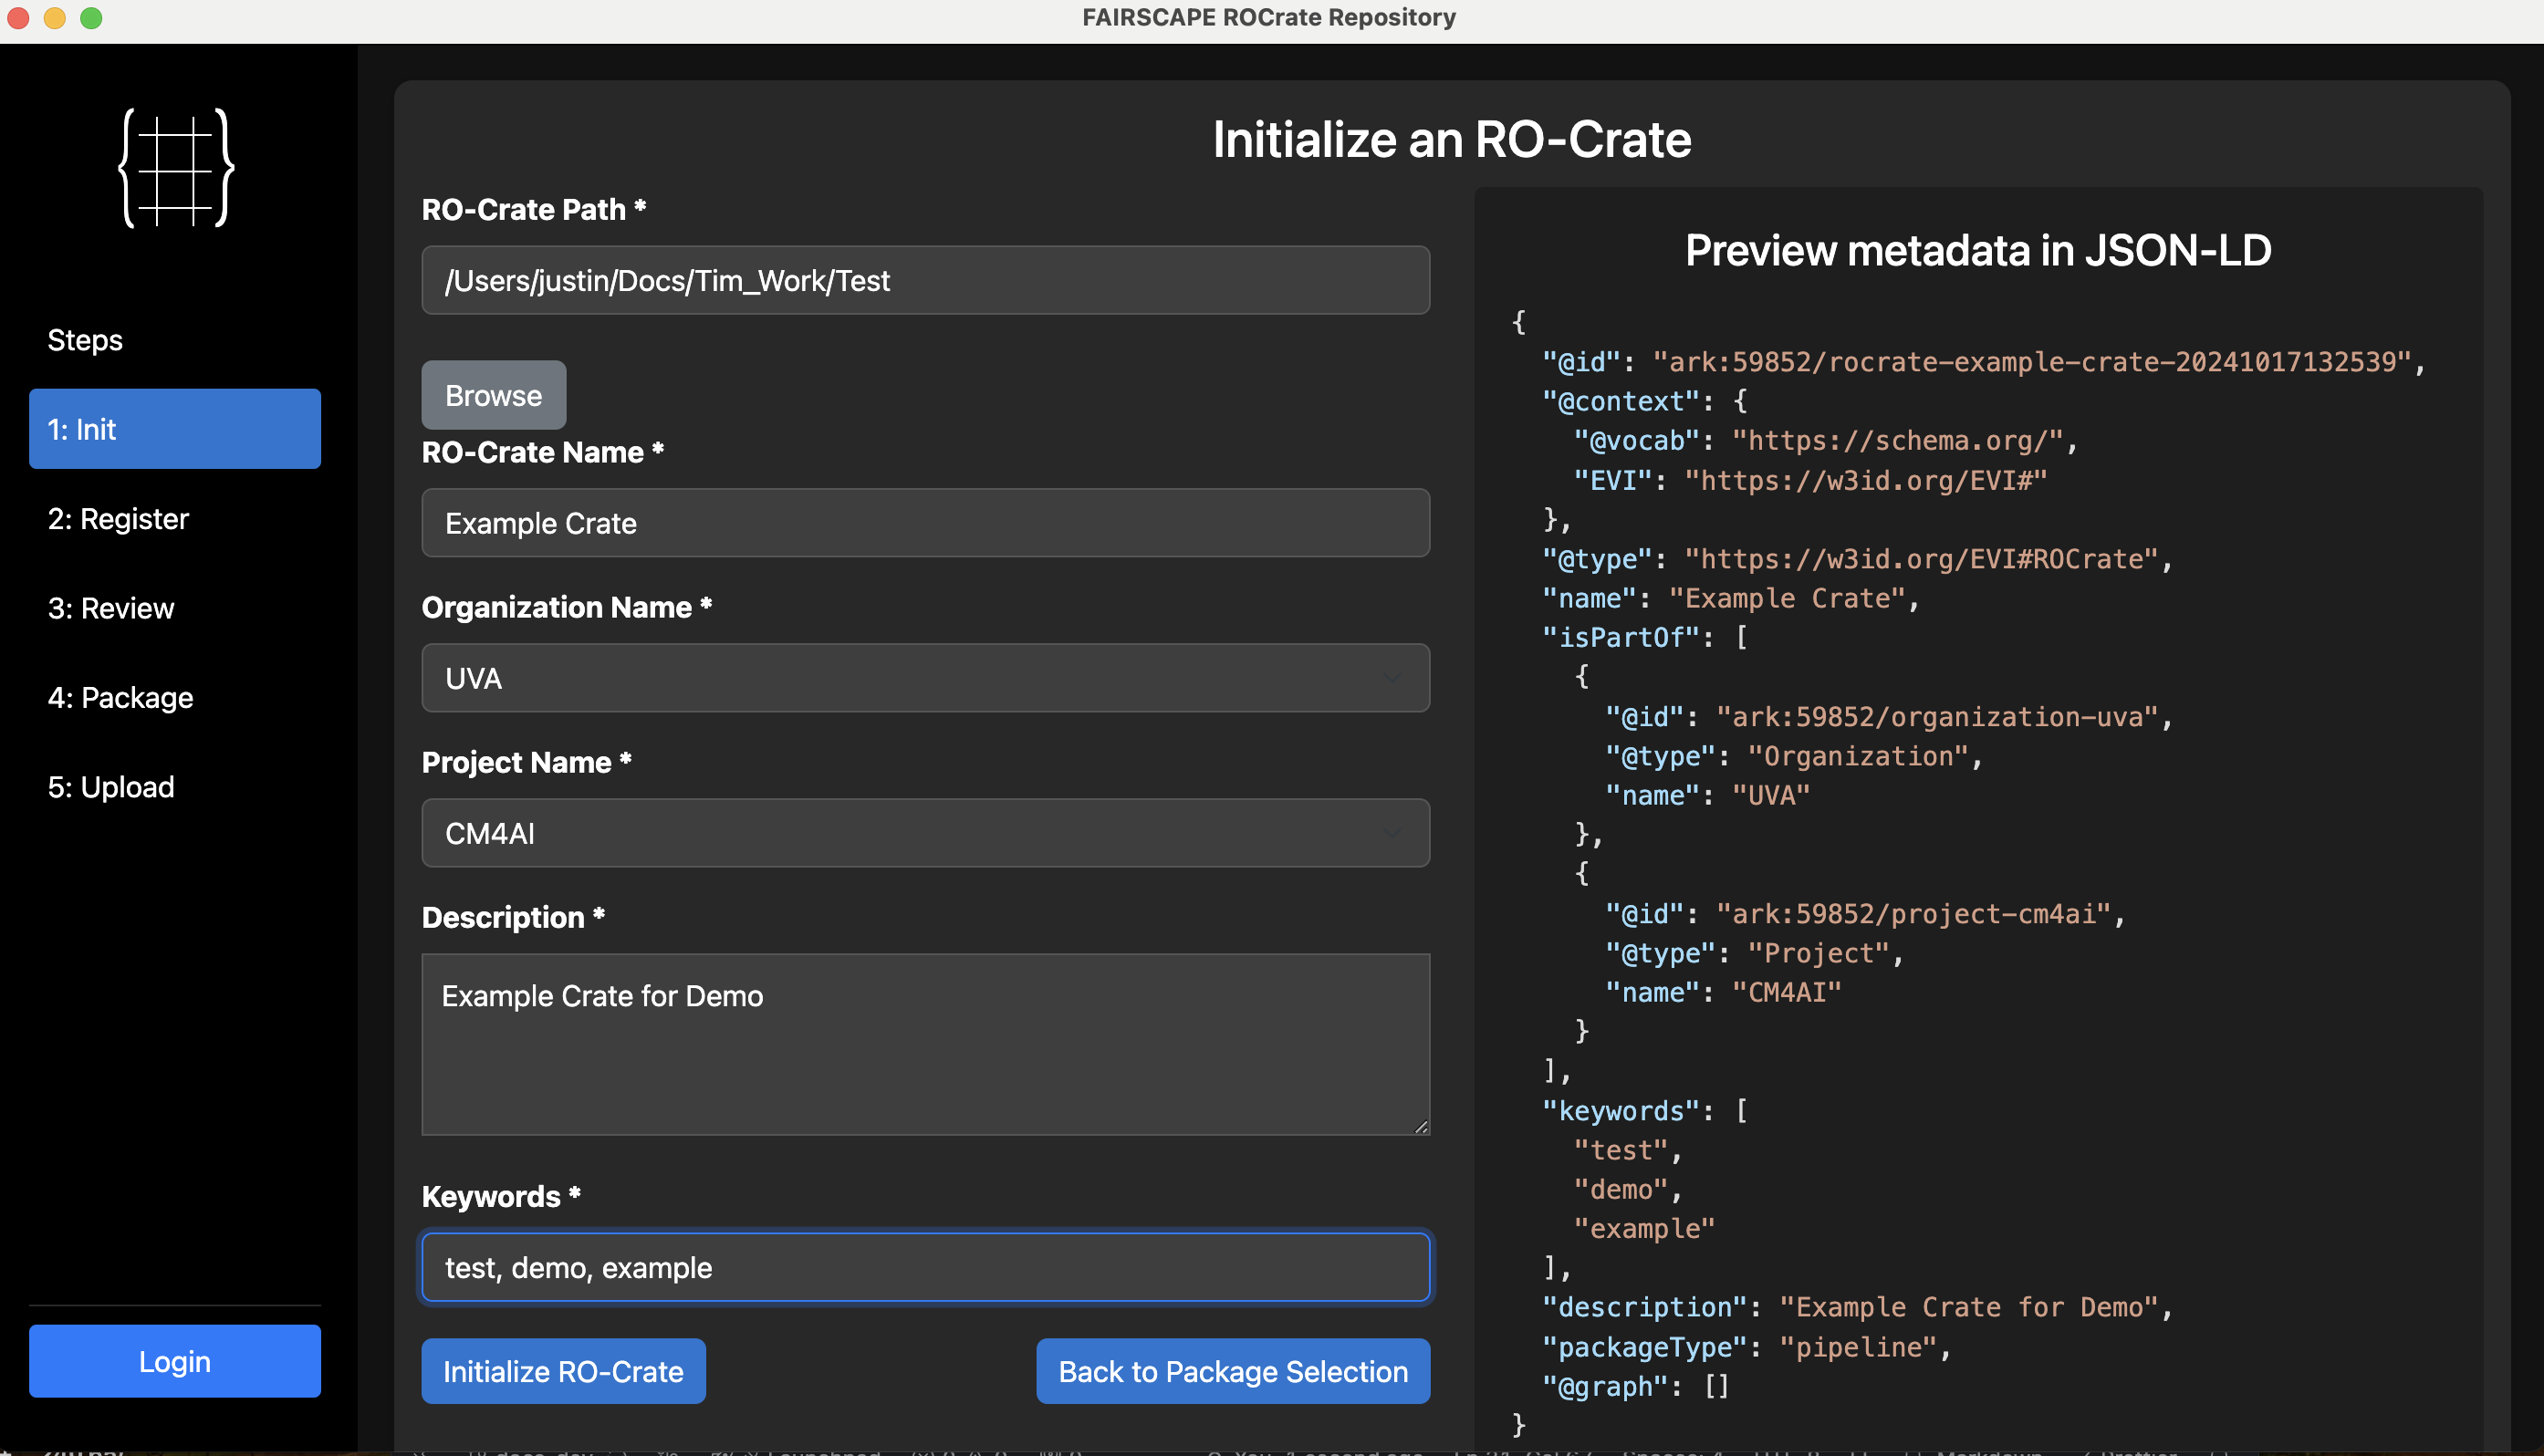 FAIRSCAPE ROCrate Repository
Steps
1: Init
2: Register
3: Review
4: Package
5: Upload
Login
Initialize an RO-Crate
RO-Crate Path *
/Users/justin/Docs/Tim_Work/Test
Browse
RO-Crate Name *
Example Crate
Organization Name *
UVA
Project Name *
CM4AI
Description *
Example Crate for Demo
Keywords *
test, demo, example
Initialize RO-Crate
Back to Package Selection
Preview metadata in JSON-LD
{
"@id": "ark:59852/rocrate-example-crate-20241017132539",
"@context": {
"@vocab": "https://schema.org/",
"EVI": "https://w3id.org/EVI#"
},
"@type": "https://w3id.org/EVI#ROCrate",
"name": "Example Crate",
"isPartOf": [
{
"@id": "ark:59852/organization-uva",
"@type": "Organization",
"name": "UVA"
},
{
"@id": "ark:59852/project-cm4ai",
"@type": "Project",
"name": "CM4AI"
}
],
"keywords": [
"test",
"demo",
"example"
],
"description": "Example Crate for Demo",
"packageType": "pipeline",
"@graph": []
}